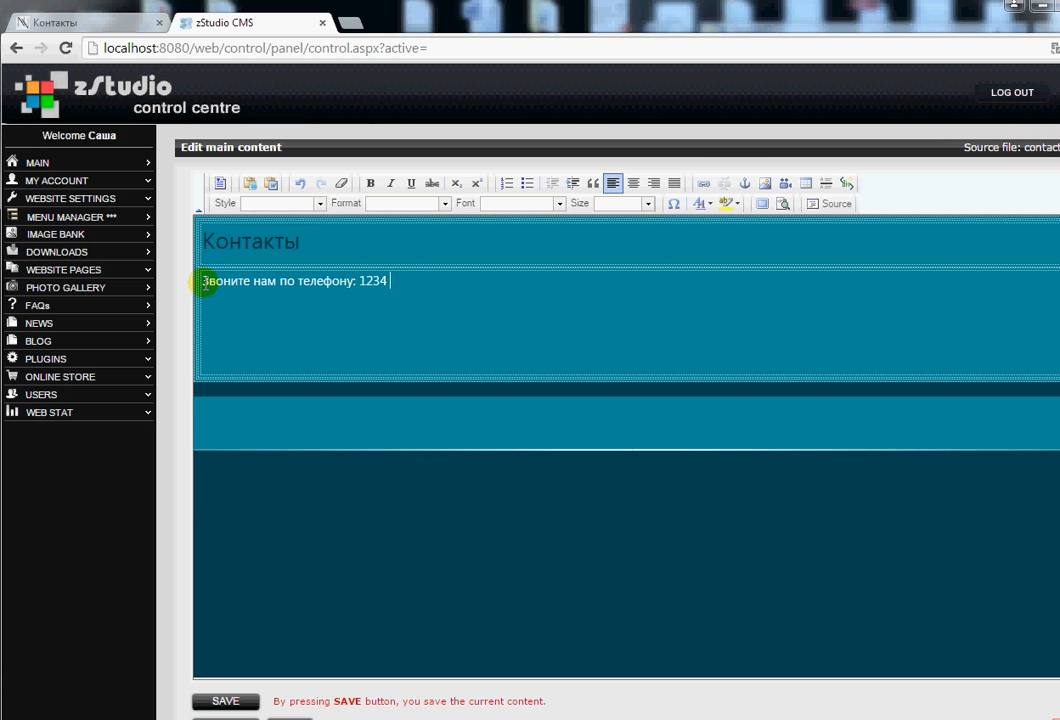 Контакты
zStudio CMS
localhost:8080/web/control/panel/control.aspx?active=
zStudio
control centre
LOG OUT
Welcome Саша
Edit main content
Source file: contact
MAIN
MY ACCOUNT
WEBSITE SETTINGS
MENU MANAGER ***
IMAGE BANK
DOWNLOADS
WEBSITE PAGES
PHOTO GALLERY
FAQs
NEWS
BLOG
PLUGINS
ONLINE STORE
USERS
WEB STAT
Style Format Font Size Source
Контакты
Звоните нам по телефону: 1234
SAVE By pressing SAVE button, you save the current content.